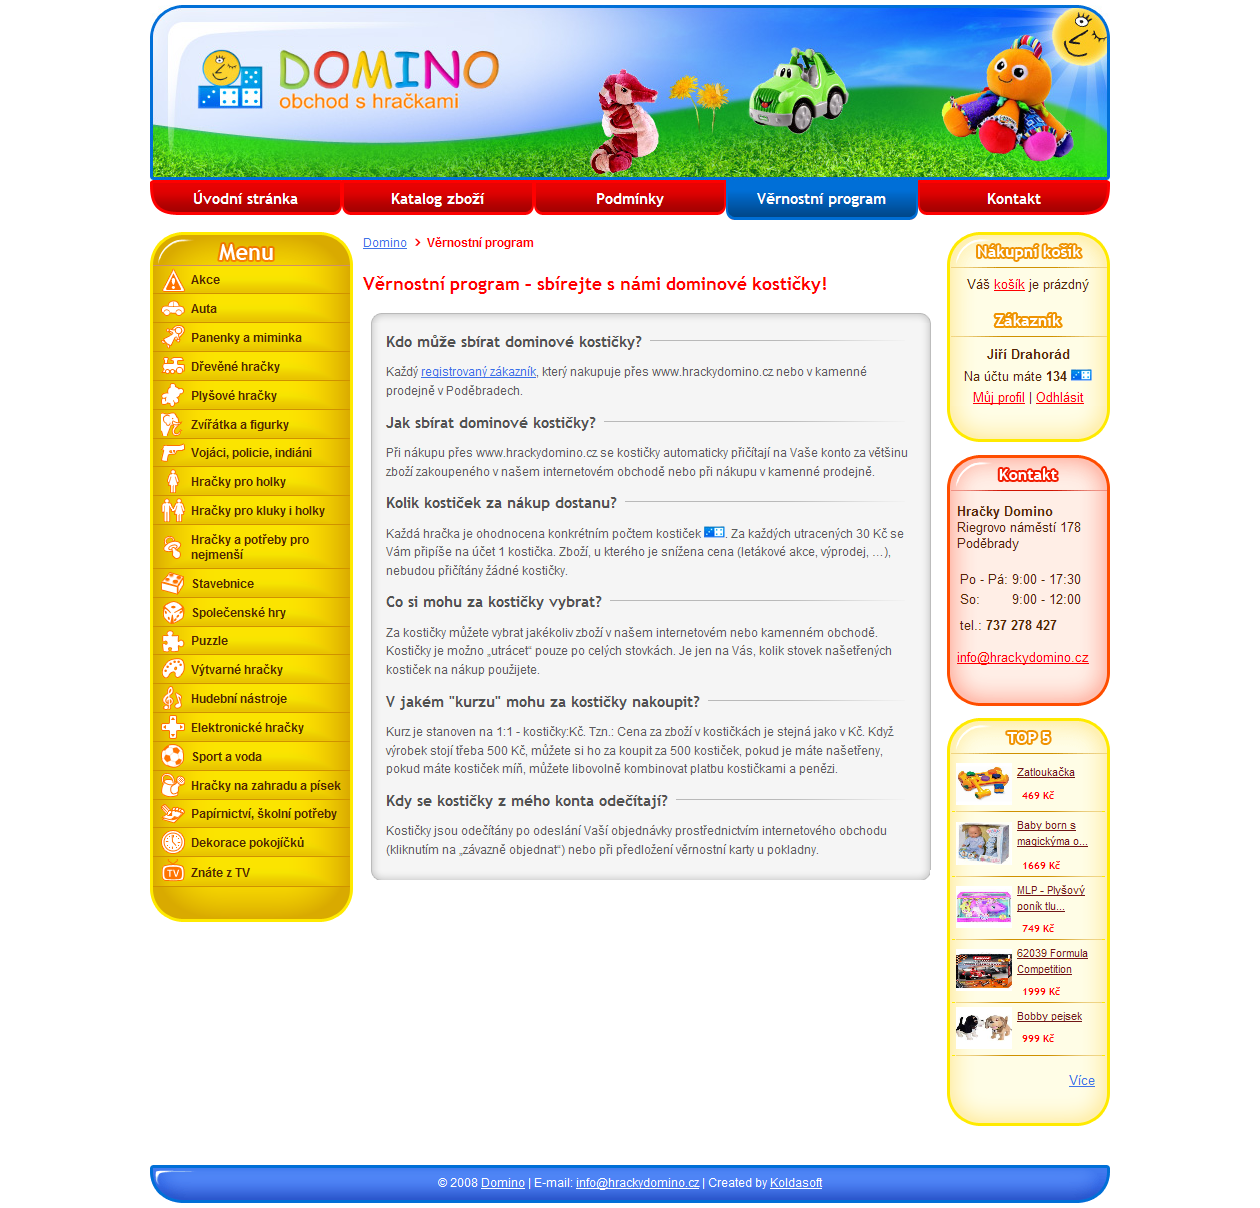 DOMINO
obchod s hračkami
Úvodní stránka
Katalog zboží
Podmínky
Věrnostní program
Kontakt
Menu
Akce
Auta
Panenky a miminka
Dřevěné hračky
Plyšové hračky
Zvířátka a figurky
Vojáci, policie, indiáni
Hračky pro holky
Hračky pro kluky i holky
Hračky a potřeby pro
nejmenší
Stavebnice
Společenské hry
Puzzle
Výtvarné hračky
Hudební nástroje
Elektronické hračky
Sport a voda
Hračky na zahradu a písek
Papírnictví, školní potřeby
Dekorace pokojíčků
TV Znáte z TV
Domino > Věrnostní program
Věrnostní program – sbírejte s námi dominové kostičky!
Kdo může sbírat dominové kostičky?
Každý registrovaný zákazník, který nakupuje přes www.hrackydomino.cz nebo v kamenné
prodejně v Poděbradech.
Jak sbírat dominové kostičky?
Při nákupu přes www.hrackydomino.cz se kostičky automaticky přičítají na Vaše konto za většinu
zboží zakoupeného v našem internetovém obchodě nebo při nákupu v kamenné prodejně.
Kolik kostiček za nákup dostanu?
Každá hračka je ohodnocena konkrétním počtem kostiček . Za každých utracených 30 Kč se
Vám připíše na účet 1 kostička. Zboží, u kterého je snížena cena (letákové akce, výprodej, ...),
nebudou přičítány žádné kostičky.
Co si mohu za kostičky vybrat?
Za kostičky můžete vybrat jakékoliv zboží v našem internetovém nebo kamenném obchodě.
Kostičky je možno „utrácet“ pouze po celých stovkách. Je jen na Vás, kolik stovek našetřených
kostiček na nákup použijete.
V jakém "kurzu" mohu za kostičky nakoupit?
Kurz je stanoven na 1:1 - kostičky:Kč. Tzn.: Cena za zboží v kostičkách je stejná jako v Kč. Když
výrobek stojí třeba 500 Kč, můžete si ho za koupit za 500 kostiček, pokud je máte našetřeny,
pokud máte kostiček míň, můžete libovolně kombinovat platbu kostičkami a penězi.
Kdy se kostičky z mého konta odečítají?
Kostičky jsou odečítány po odeslání Vaší objednávky prostřednictvím internetového obchodu
(kliknutím na „závazně objednat“) nebo při předložení věrnostní karty u pokladny.
Nákupní košík
Váš košík je prázdný
Zákazník
Jiří Drahorád
Na účtu máte 134
Můj profil | Odhlásit
Kontakt
Hračky Domino
Riegrovo náměstí 178
Poděbrady
Po - Pá: 9:00 - 17:30
So: 9:00 - 12:00
tel.: 737 278 427
info@hrackydomino.cz
TOP 5
Zatloukačka
469 Kč
Baby born s
magickýma o...
1669 Kč
MLP - Plyšový
poník tlu...
749 Kč
62039 Formula
Competition
1999 Kč
Bobby pejsek
999 Kč
Více
© 2008 Domino | E-mail: info@hrackydomino.cz | Created by Koldasoft